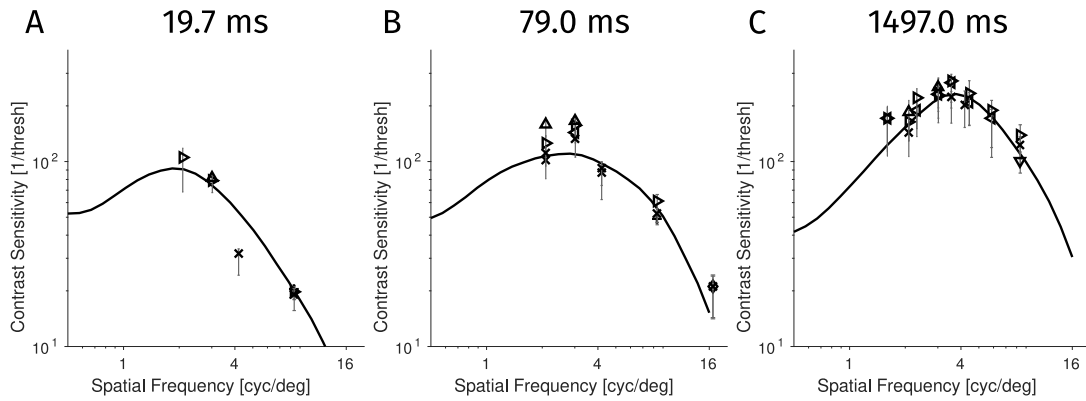 A 19.7 ms
B 79.0 ms
C 1497.0 ms
Contrast Sensitivity [1/thresh]
10^2
10^1
1 4 16
Spatial Frequency [cyc/deg]
Contrast Sensitivity [1/thresh]
10^2
10^1
1 4 16
Spatial Frequency [cyc/deg]
Contrast Sensitivity [1/thresh]
10^2
10^1
1 4 16
Spatial Frequency [cyc/deg]